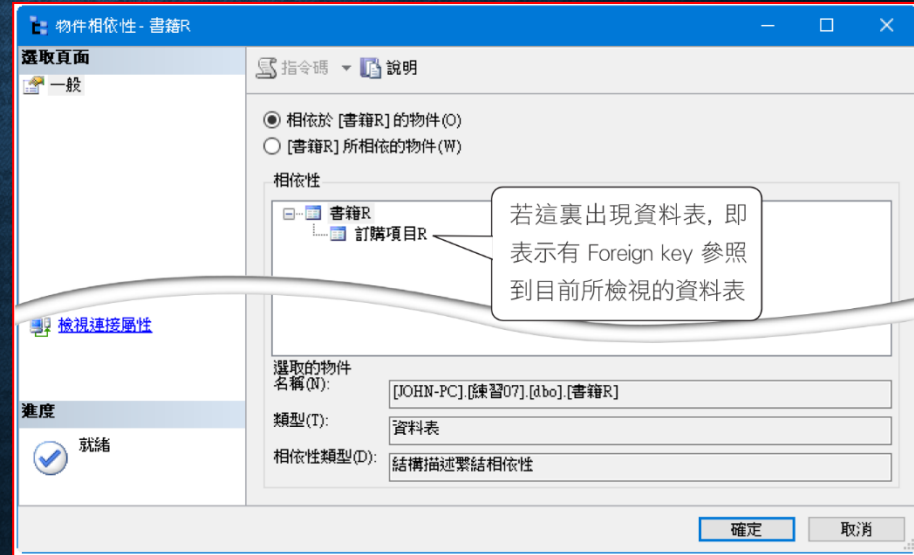 物件相依性 - 書籍R
選取頁面
一般
指令碼
說明
相依於 [書籍R] 的物件(O)
[書籍R] 所相依的物件(W)
相依性
書籍R
訂購項目R
若這裏出現資料表, 即
表示有 Foreign key 參照
到目前所檢視的資料表
檢視連接屬性
選取的物件
名稱(N):
[JOHN-PC].[練習07].[dbo].[書籍R]
類型(T):
資料表
相依性類型(D):
結構描述繫結相依性
進度
就緒
確定
取消